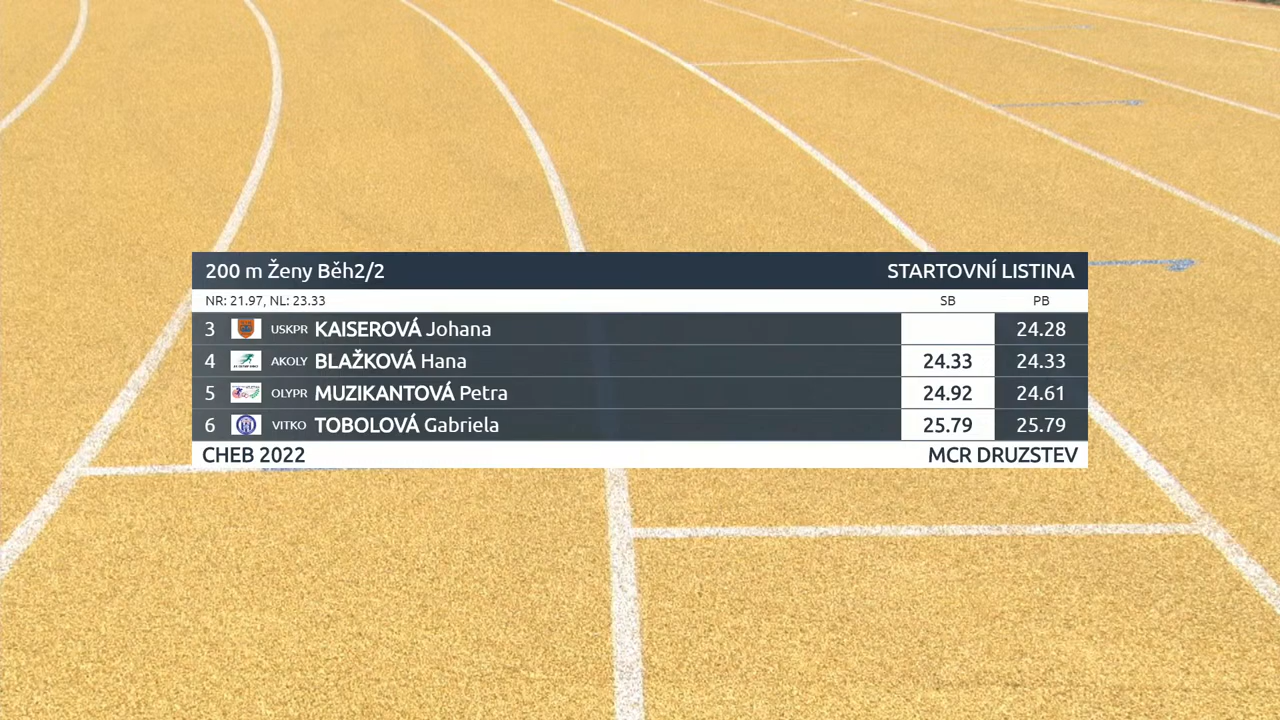 200 m Ženy Běh2/2 STARTOVNÍ LISTINA
NR: 21.97, NL: 23.33 SB PB
3 USKPR KAISEROVÁ Johana 24.28
4 AKOLY BLAŽKOVÁ Hana 24.33 24.33
5 OLYPR MUZIKANTOVÁ Petra 24.92 24.61
6 VITKO TOBOLOVÁ Gabriela 25.79 25.79
CHEB 2022 MCR DRUZSTEV